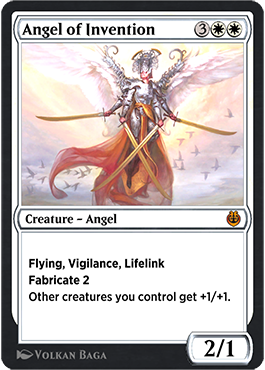 Angel of Invention 3
Creature – Angel
Flying, Vigilance, Lifelink
Fabricate 2
Other creatures you control get +1/+1.
VOLKAN BAGA 2/1